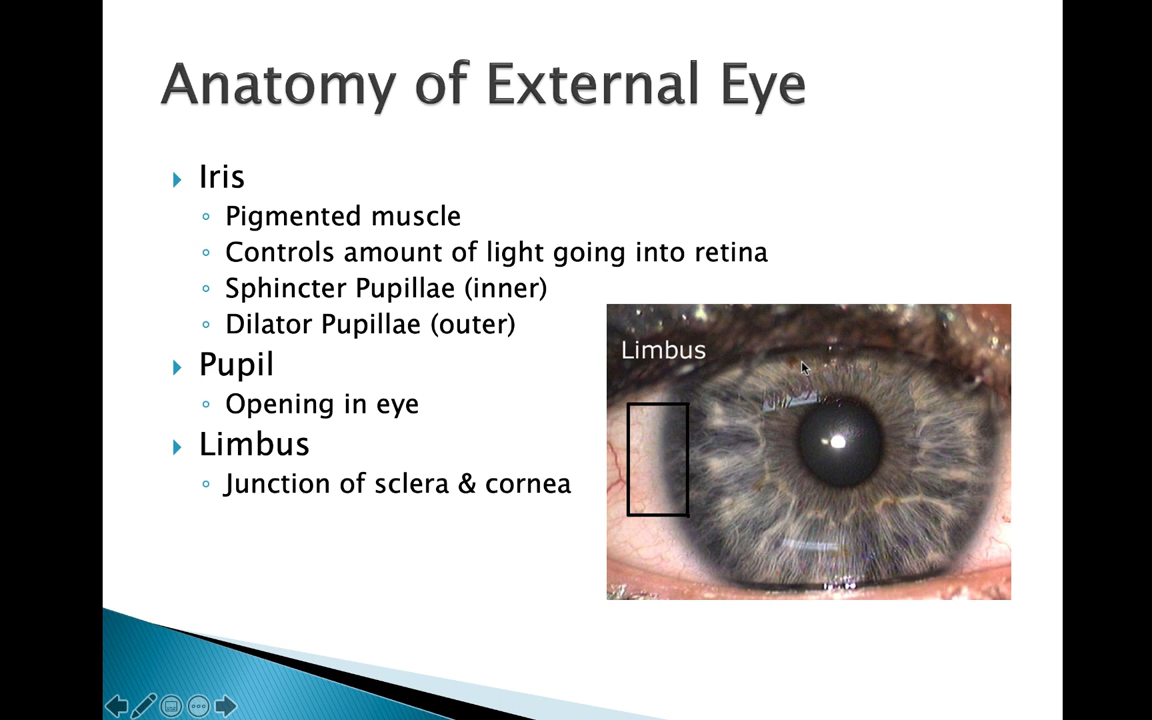 Anatomy of External Eye
Iris
Pigmented muscle
Controls amount of light going into retina
Sphincter Pupillae (inner)
Dilator Pupillae (outer)
Pupil
Opening in eye
Limbus
Junction of sclera & cornea
Limbus